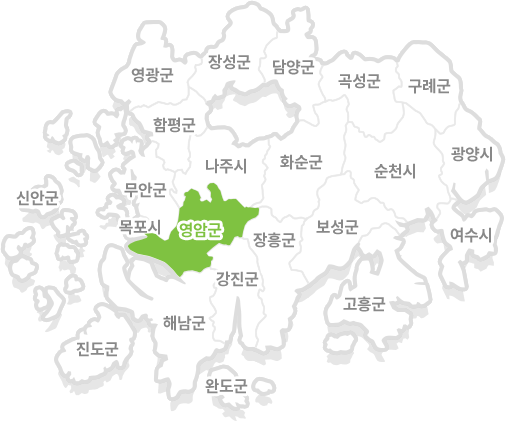 장성군
담양군
영광군
곡성군
구례군
함평군
나주시
화순군
광양시
순천시
무안군
신안군
목포시
영암군
보성군
장흥군
여수시
강진군
고흥군
해남군
진도군
완도군